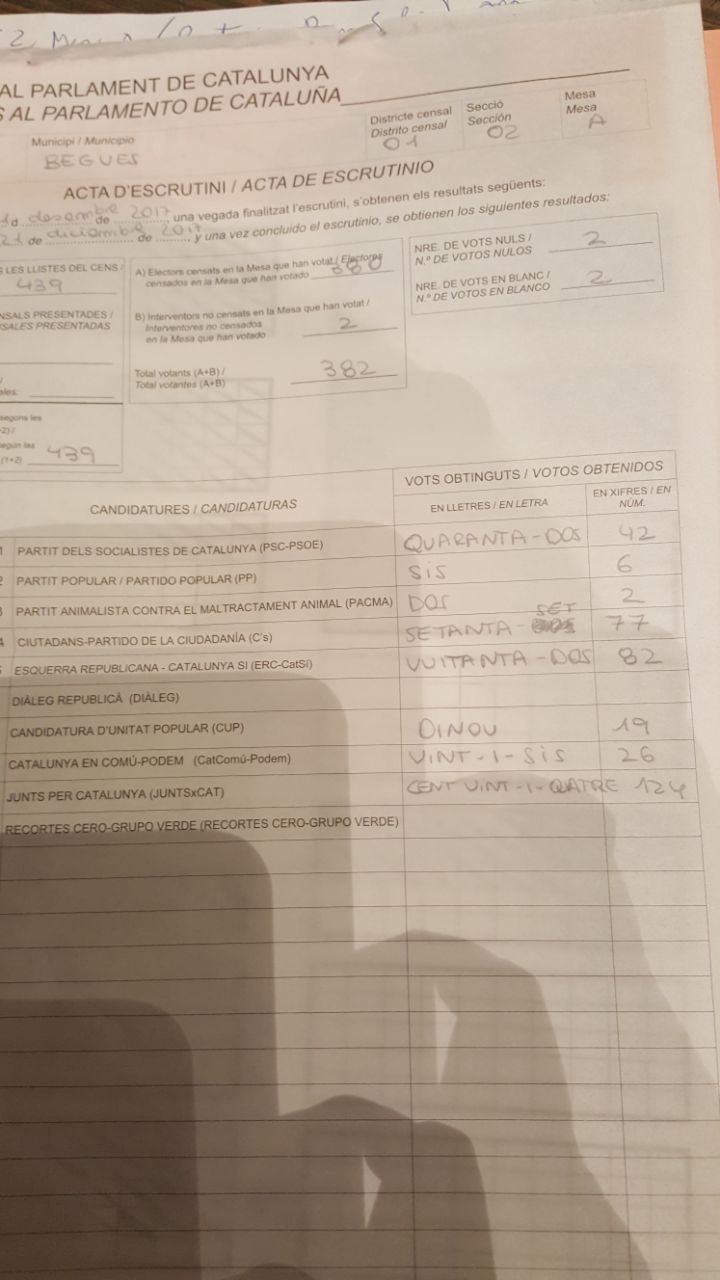 AL PARLAMENT DE CATALUNYA
S AL PARLAMENTO DE CATALUÑA
Municipi / Municipio
BEGUES
Districte censal
Distrito censal
01
Secció
Sección
02
Mesa
Mesa
A
ACTA D'ESCRUTINI / ACTA DE ESCRUTINIO
d desembre de 2017, una vegada finalitzat l'escrutini, s'obtenen els resultats següents:
21 de diciembre de 2017, y una vez concluido el escrutinio, se obtienen los siguientes resultados:
S LES LLISTES DEL CENS /
439
NSALS PRESENTADES /
SALES PRESENTADAS
ales:
segons les
2) /
egún las
(1+2) 439
A) Electors censats en la Mesa que han votat / Electores
censados en la Mesa que han votado 380
B) Interventors no censats en la Mesa que han votat /
Interventores no censados
en la Mesa que han votado 2
Total votants (A+B) /
Total votantes (A+B) 382
NRE. DE VOTS NULS /
N.º DE VOTOS NULOS 2
NRE. DE VOTS EN BLANC /
N.º DE VOTOS EN BLANCO 2
CANDIDATURES / CANDIDATURAS
VOTS OBTINGUTS / VOTOS OBTENIDOS
EN LLETRES / EN LETRA
EN XIFRES / EN
NÚM.
1 PARTIT DELS SOCIALISTES DE CATALUNYA (PSC-PSOE) QUARANTA-DOS 42
2 PARTIT POPULAR / PARTIDO POPULAR (PP) SIS 6
3 PARTIT ANIMALISTA CONTRA EL MALTRACTAMENT ANIMAL (PACMA) DOS 2
4 CIUTADANS-PARTIDO DE LA CIUDADANÍA (C's) SETANTA-SET 77
5 ESQUERRA REPUBLICANA - CATALUNYA SI (ERC-CatSí) VUITANTA-DOS 82
DIÀLEG REPUBLICÀ (DIÀLEG)
CANDIDATURA D'UNITAT POPULAR (CUP) DINOU 19
CATALUNYA EN COMÚ-PODEM (CatComú-Podem) VINT-I-SIS 26
JUNTS PER CATALUNYA (JUNTSxCAT) CENT VINT-I-QATRE 124
RECORTES CERO-GRUPO VERDE (RECORTES CERO-GRUPO VERDE)